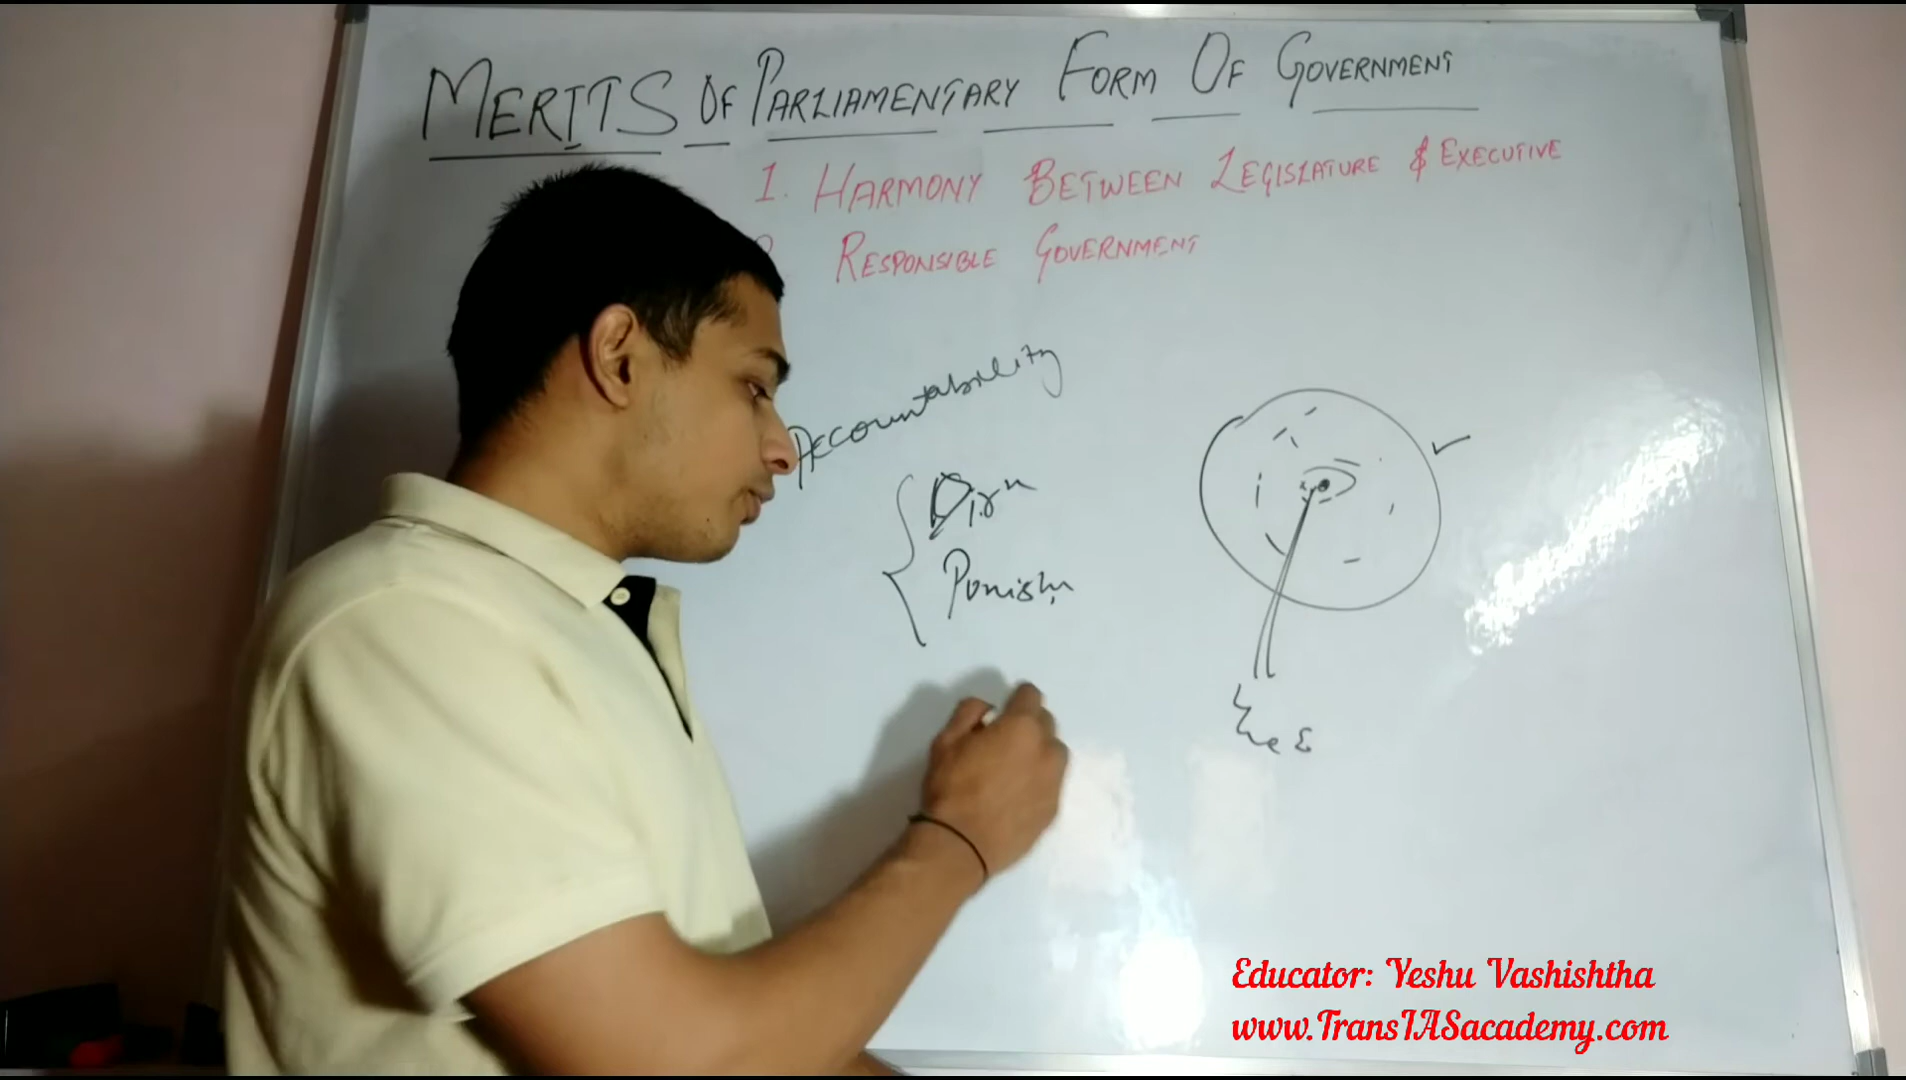 MERITS OF PARLIAMENTARY FORM OF GOVERNMENT
1. HARMONY BETWEEN LEGISLATURE & EXECUTIVE
RESPONSIBLE GOVERNMENT
Accountability
Educator: Yeshu Vashishtha
www.TransIASacademy.com